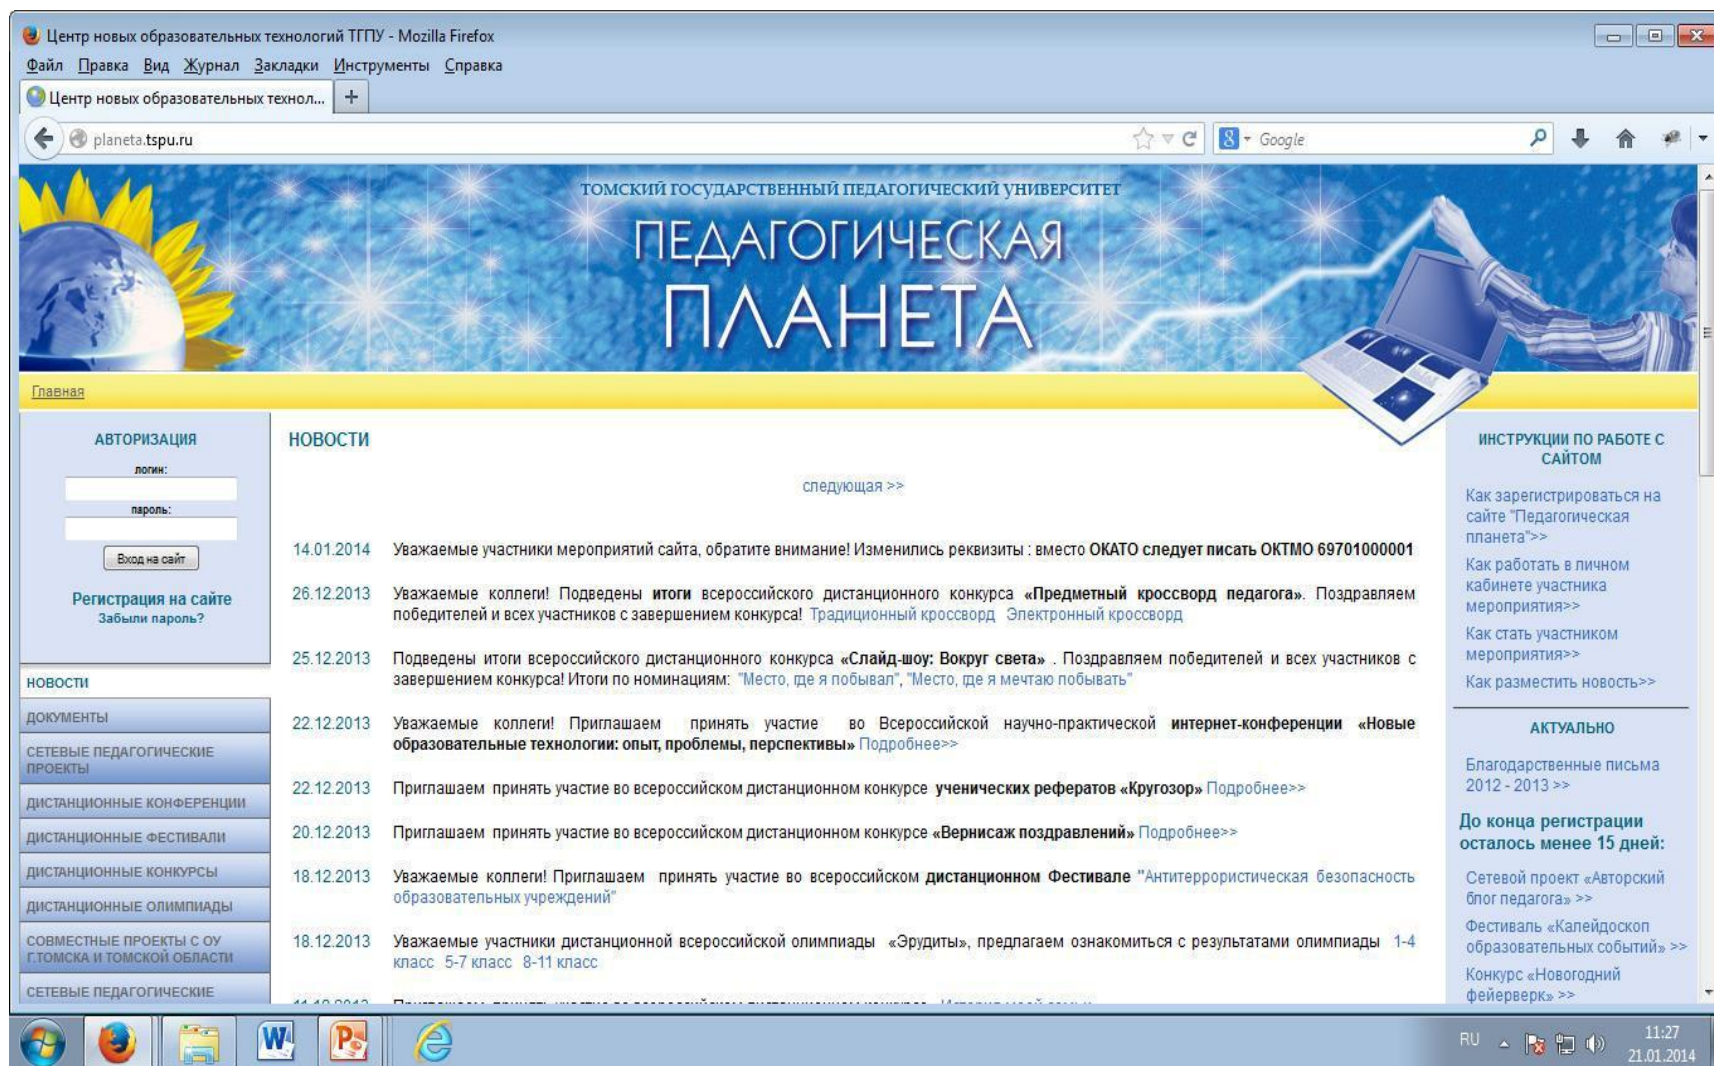 Центр новых образовательных технологий ТГПУ - Mozilla Firefox
Файл Правка Вид Журнал Закладки Инструменты Справка
Центр новых образовательных технол...
planeta.tspu.ru
Google
ТОМСКИЙ ГОСУДАРСТВЕННЫЙ ПЕДАГОГИЧЕСКИЙ УНИВЕРСИТЕТ
ПЕДАГОГИЧЕСКАЯ
ПЛАНЕТА
Главная
АВТОРИЗАЦИЯ
логин:
пароль:
Вход на сайт
Регистрация на сайте
Забыли пароль?
НОВОСТИ
ДОКУМЕНТЫ
СЕТЕВЫЕ ПЕДАГОГИЧЕСКИЕ
ПРОЕКТЫ
ДИСТАНЦИОННЫЕ КОНФЕРЕНЦИИ
ДИСТАНЦИОННЫЕ ФЕСТИВАЛИ
ДИСТАНЦИОННЫЕ КОНКУРСЫ
ДИСТАНЦИОННЫЕ ОЛИМПИАДЫ
СОВМЕСТНЫЕ ПРОЕКТЫ С ОУ
Г.ТОМСКА И ТОМСКОЙ ОБЛАСТИ
СЕТЕВЫЕ ПЕДАГОГИЧЕСКИЕ
НОВОСТИ
следующая >>
14.01.2014 Уважаемые участники мероприятий сайта, обратите внимание! Изменились реквизиты : вместо ОКАТО следует писать ОКТМО 69701000001
26.12.2013 Уважаемые коллеги! Подведены итоги всероссийского дистанционного конкурса «Предметный кроссворд педагога». Поздравляем
победителей и всех участников с завершением конкурса! Традиционный кроссворд Электронный кроссворд
25.12.2013 Подведены итоги всероссийского дистанционного конкурса «Слайд-шоу: Вокруг света» . Поздравляем победителей и всех участников с
завершением конкурса! Итоги по номинациям: "Место, где я побывал", "Место, где я мечтаю побывать"
22.12.2013 Уважаемые коллеги! Приглашаем принять участие во Всероссийской научно-практической интернет-конференции «Новые
образовательные технологии: опыт, проблемы, перспективы» Подробнее>>
22.12.2013 Приглашаем принять участие во всероссийском дистанционном конкурсе ученических рефератов «Кругозор» Подробнее>>
20.12.2013 Приглашаем принять участие во всероссийском дистанционном конкурсе «Вернисаж поздравлений» Подробнее>>
18.12.2013 Уважаемые коллеги! Приглашаем принять участие во всероссийском дистанционном Фестивале "Антитеррористическая безопасность
образовательных учреждений"
18.12.2013 Уважаемые участники дистанционной всероссийской олимпиады «Эрудиты», предлагаем ознакомиться с результатами олимпиады 1-4
класс 5-7 класс 8-11 класс
ИНСТРУКЦИИ ПО РАБОТЕ С
САЙТОМ
Как зарегистрироваться на
сайте "Педагогическая
планета">>
Как работать в личном
кабинете участника
мероприятия>>
Как стать участником
мероприятия>>
Как разместить новость>>
АКТУАЛЬНО
Благодарственные письма
2012 - 2013 >>
До конца регистрации
осталось менее 15 дней:
Сетевой проект «Авторский
блог педагога» >>
Фестиваль «Калейдоскоп
образовательных событий» >>
Конкурс «Новогодний
фейерверк» >>
RU
11:27
21.01.2014